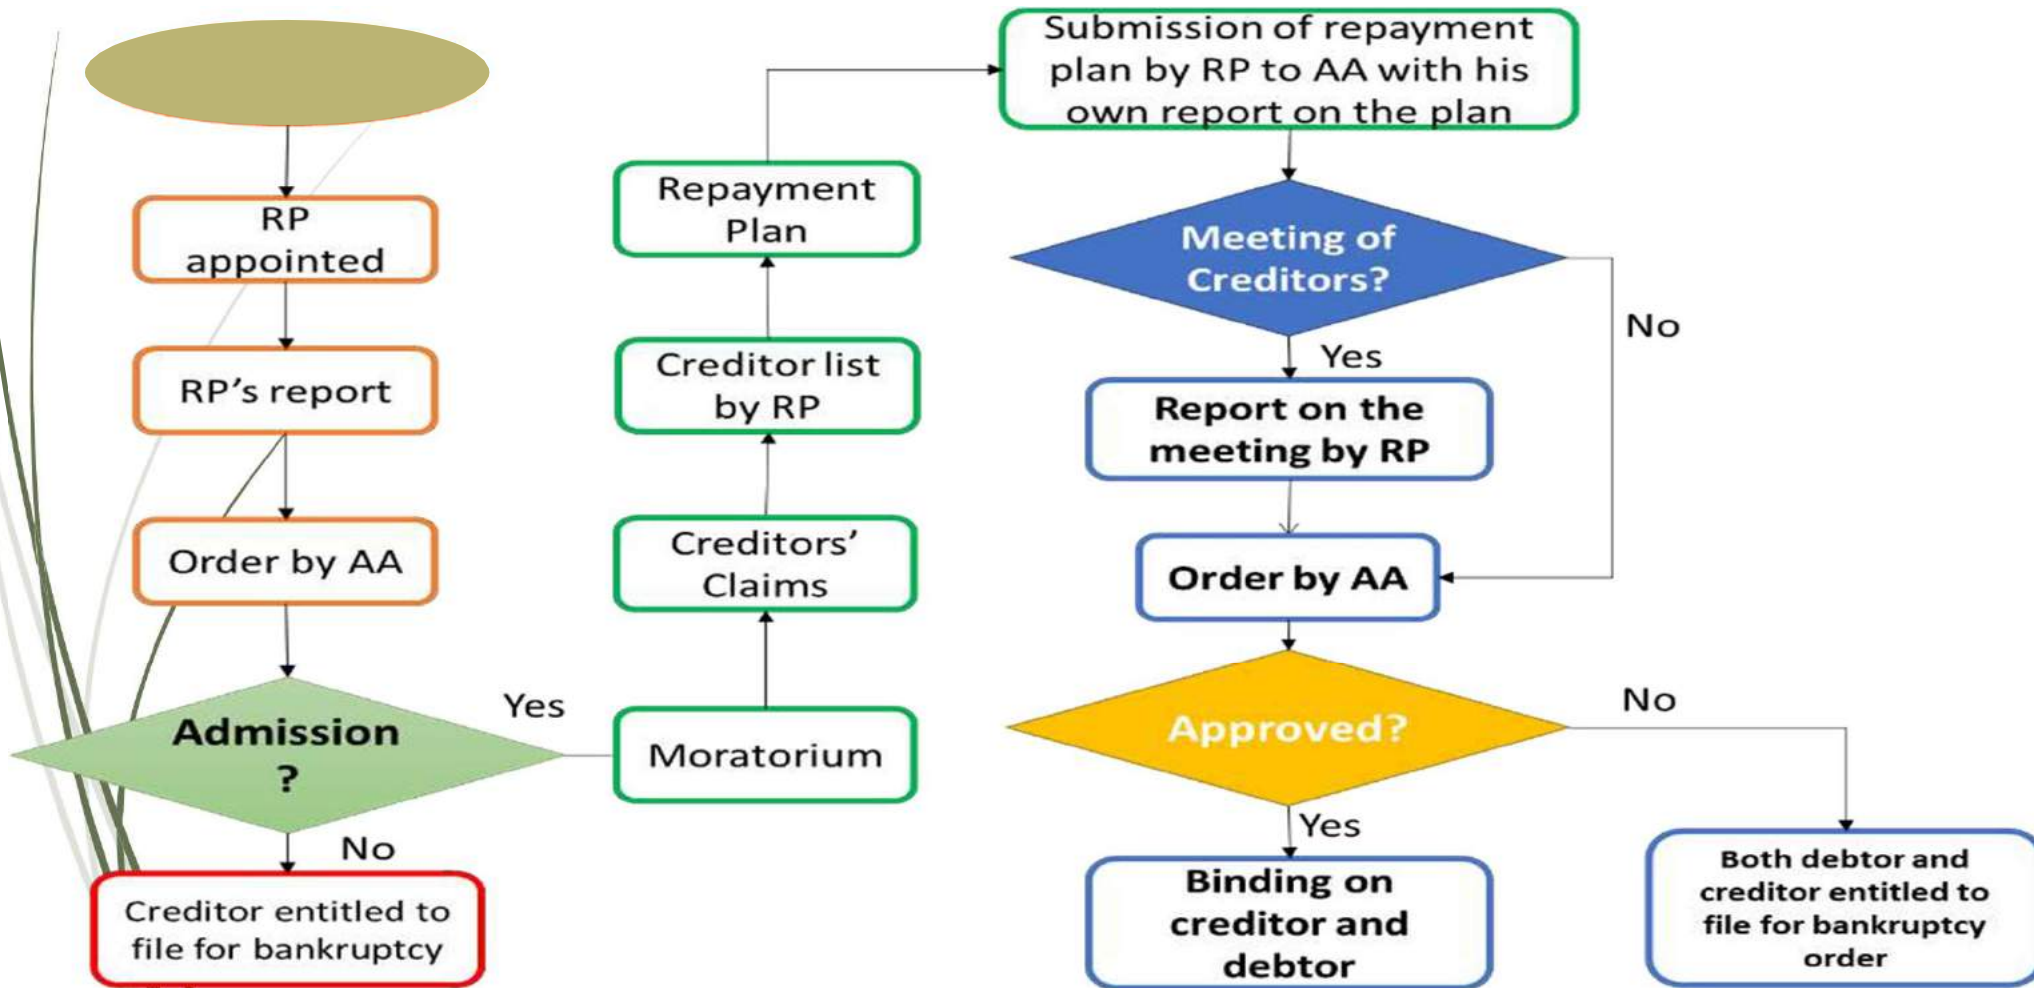 RP
appointed
RP’s report
Order by AA
Admission
?
Yes
No
Creditor entitled to
file for bankruptcy
Moratorium
Creditors’
Claims
Creditor list
by RP
Repayment
Plan
Submission of repayment
plan by RP to AA with his
own report on the plan
Meeting of
Creditors?
No
Yes
Report on the
meeting by RP
Order by AA
Approved?
No
Yes
Binding on
creditor and
debtor
Both debtor and
creditor entitled to
file for bankruptcy
order